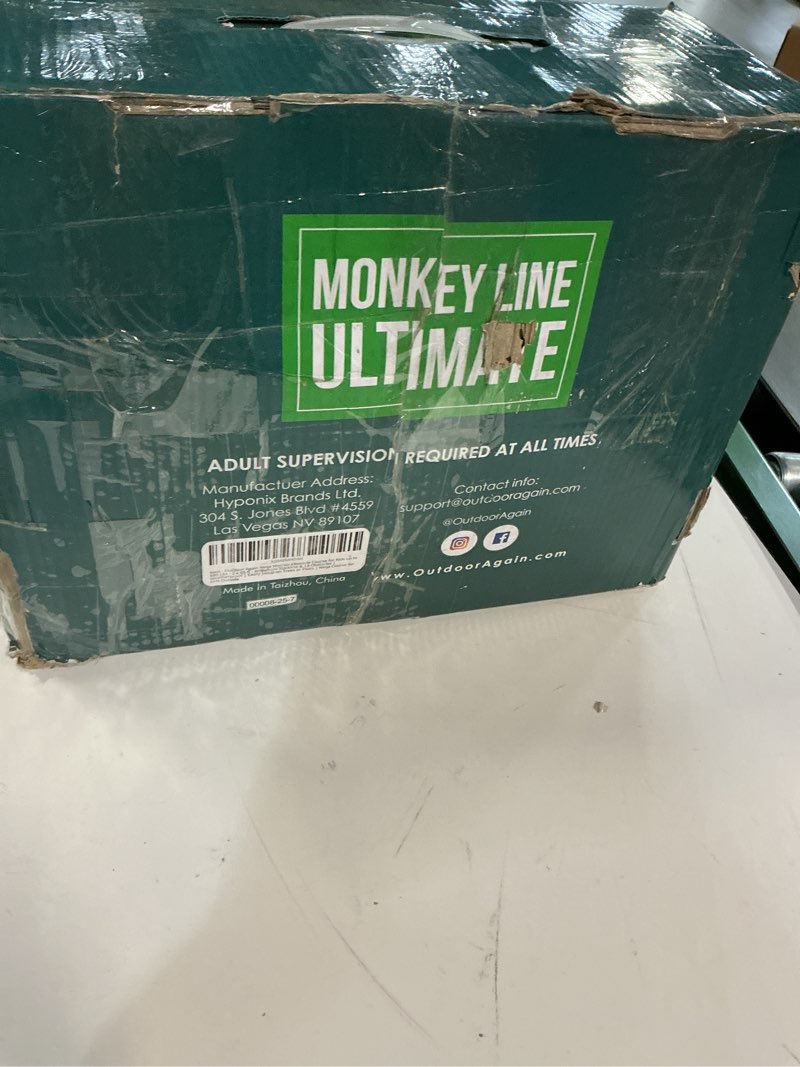 MONKEY LINE
ULTIMATE
ADULT SUPERVISION REQUIRED AT ALL TIMES
Manufactuer Address:
Hyponix Brands Ltd.
304 S. Jones Blvd #4559
Las Vegas NV 89107
Made in Taizhou, China
00006-25-7
Contact info:
support@outdooragain.com
@OutdoorAgain
www.OutdoorAgain.com